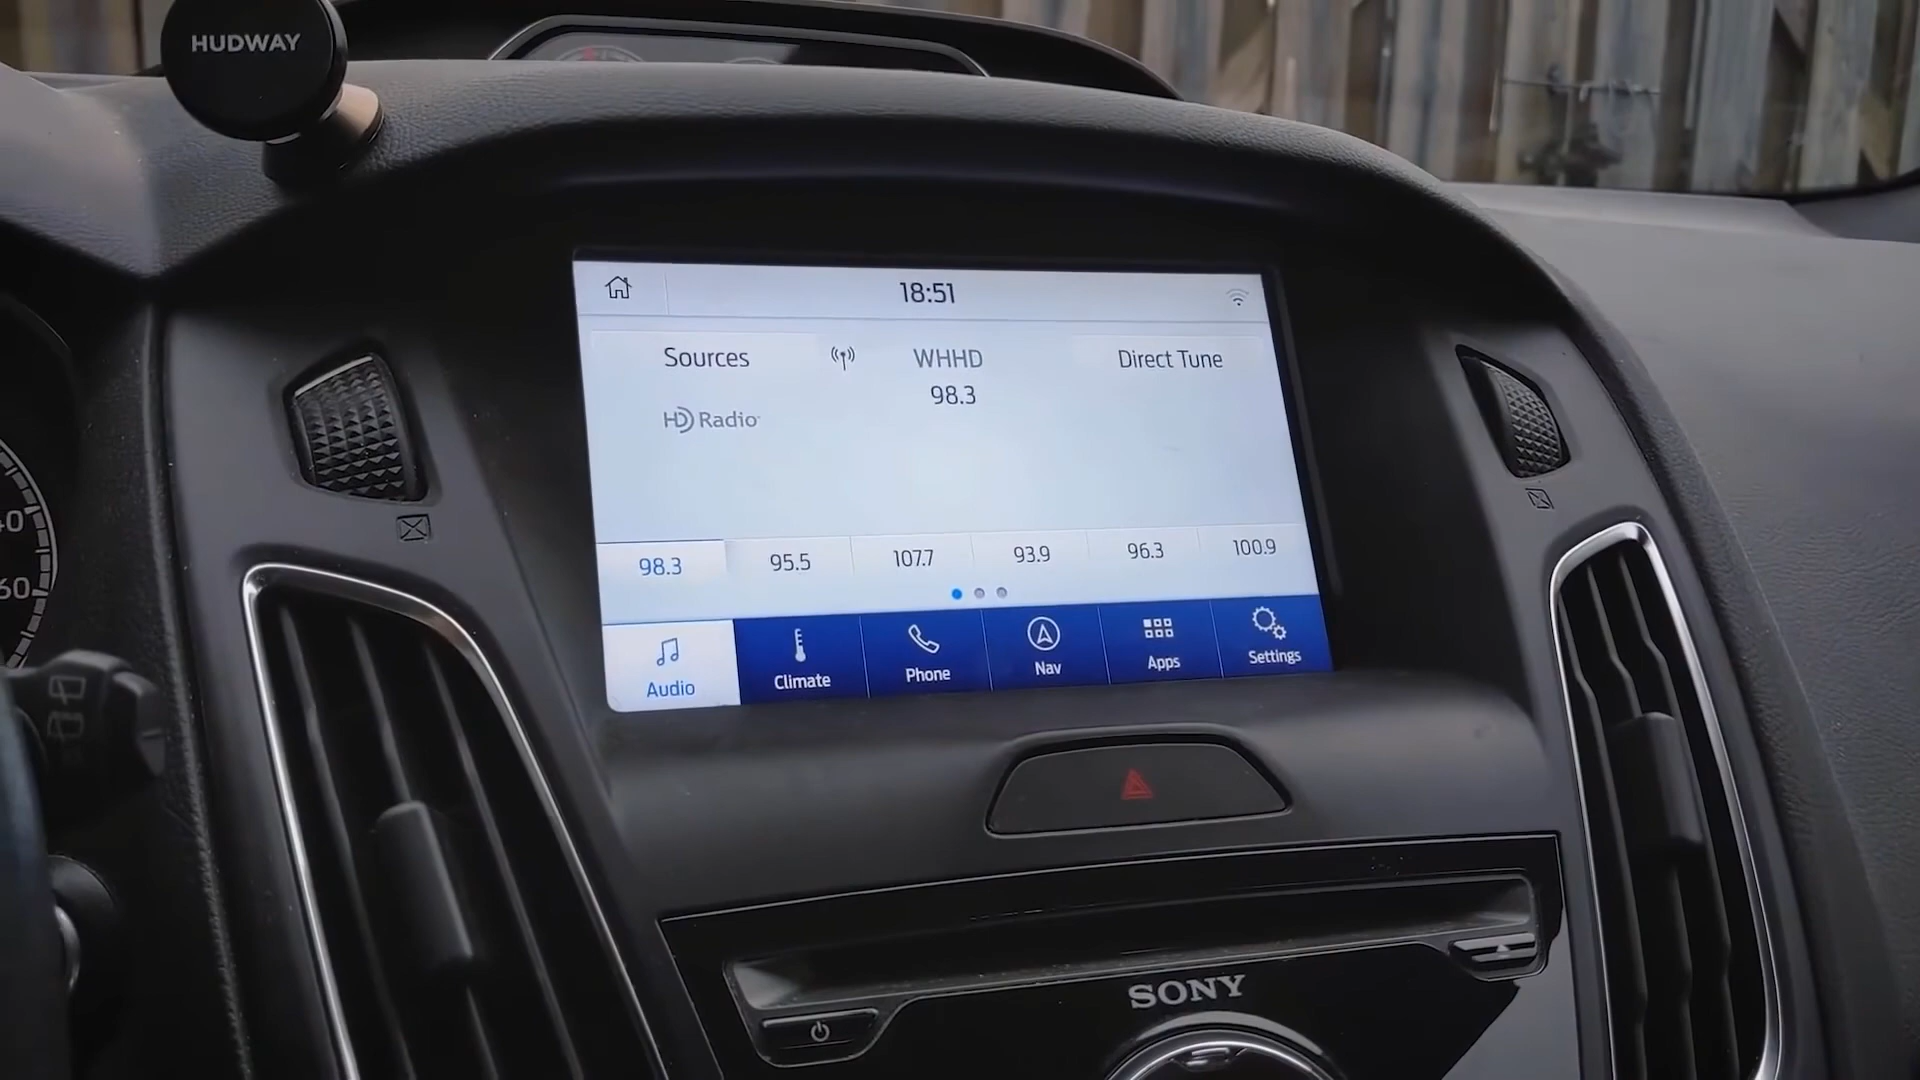 HUDWAY
18:51
Sources
WHHD
Direct Tune
98.3
HD Radio
98.3
95.5
107.7
93.9
96.3
100.9
Audio
Climate
Phone
Nav
Apps
Settings
60
SONY